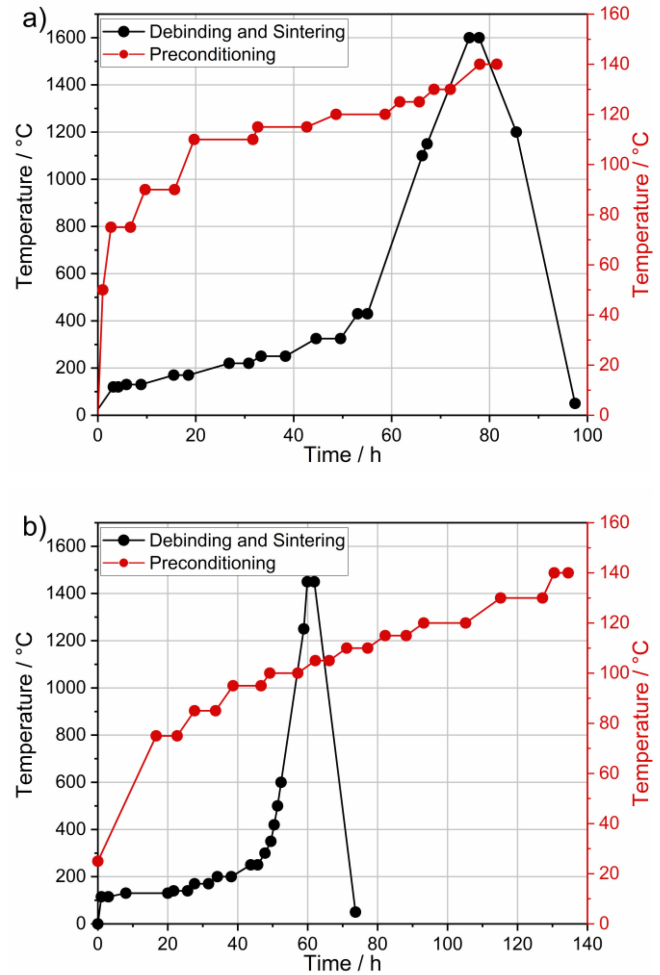 a)
Debinding and Sintering
Preconditioning
Temperature / °C
1600
1400
1200
1000
800
600
400
200
0
160
140
120
100
80
60
40
20
0
Temperature / °C
0 20 40 60 80 100
Time / h
b)
Debinding and Sintering
Preconditioning
Temperature / °C
1600
1400
1200
1000
800
600
400
200
0
160
140
120
100
80
60
40
20
0
Temperature / °C
0 20 40 60 80 100 120 140
Time / h